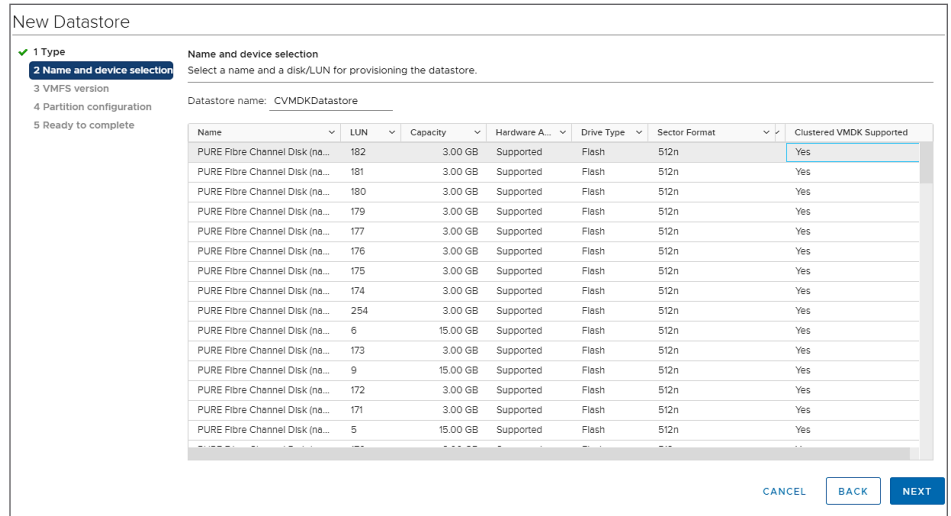 New Datastore
1 Type
2 Name and device selection
3 VMFS version
4 Partition configuration
5 Ready to complete
Name and device selection
Select a name and a disk/LUN for provisioning the datastore.
Datastore name: CVMDKDatastore
Name LUN Capacity Hardware A... Drive Type Sector Format Clustered VMDK Supported
PURE Fibre Channel Disk (na... 182 3.00 GB Supported Flash 512n Yes
PURE Fibre Channel Disk (na... 181 3.00 GB Supported Flash 512n Yes
PURE Fibre Channel Disk (na... 180 3.00 GB Supported Flash 512n Yes
PURE Fibre Channel Disk (na... 179 3.00 GB Supported Flash 512n Yes
PURE Fibre Channel Disk (na... 177 3.00 GB Supported Flash 512n Yes
PURE Fibre Channel Disk (na... 176 3.00 GB Supported Flash 512n Yes
PURE Fibre Channel Disk (na... 175 3.00 GB Supported Flash 512n Yes
PURE Fibre Channel Disk (na... 174 3.00 GB Supported Flash 512n Yes
PURE Fibre Channel Disk (na... 254 3.00 GB Supported Flash 512n Yes
PURE Fibre Channel Disk (na... 6 15.00 GB Supported Flash 512n Yes
PURE Fibre Channel Disk (na... 173 3.00 GB Supported Flash 512n Yes
PURE Fibre Channel Disk (na... 9 15.00 GB Supported Flash 512n Yes
PURE Fibre Channel Disk (na... 172 3.00 GB Supported Flash 512n Yes
PURE Fibre Channel Disk (na... 171 3.00 GB Supported Flash 512n Yes
PURE Fibre Channel Disk (na... 5 15.00 GB Supported Flash 512n Yes
CANCEL BACK NEXT